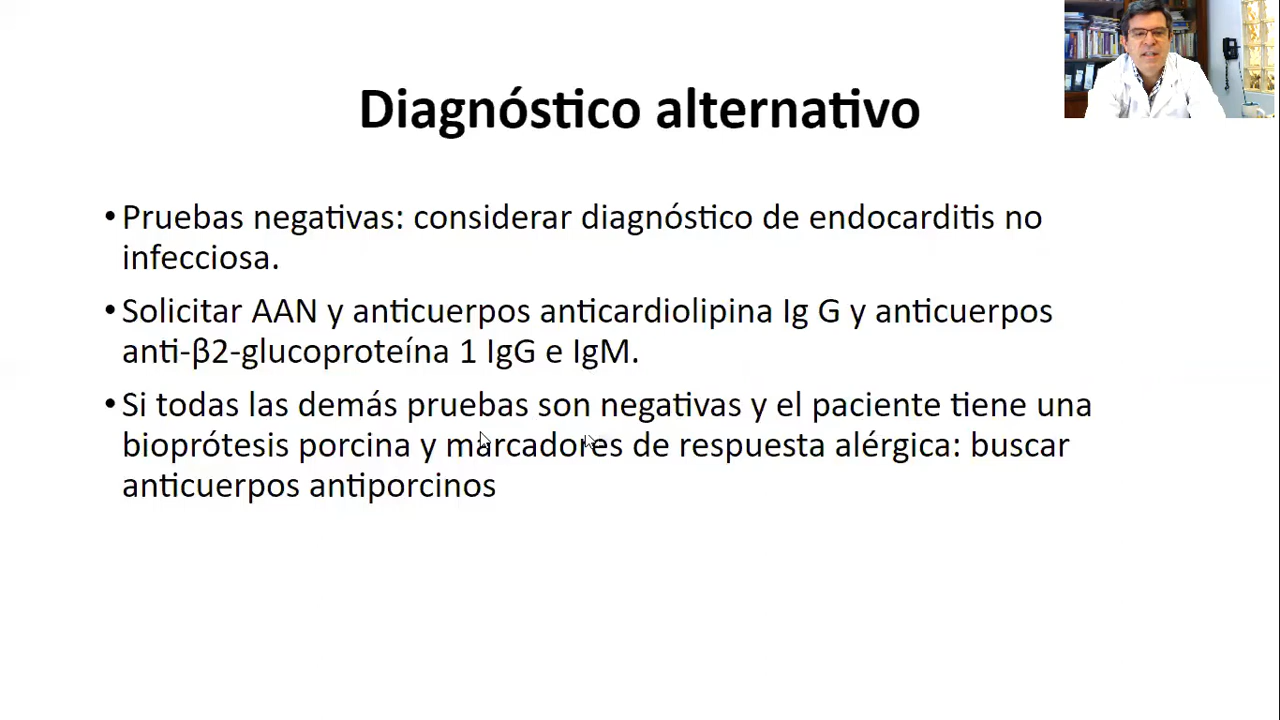 Diagnóstico alternativo
•Pruebas negativas: considerar diagnóstico de endocarditis no
infecciosa.
•Solicitar AAN y anticuerpos anticardiolipina Ig G y anticuerpos
anti-β2-glucoproteína 1 IgG e IgM.
•Si todas las demás pruebas son negativas y el paciente tiene una
bioprótesis porcina y marcadores de respuesta alérgica: buscar
anticuerpos antiporcinos